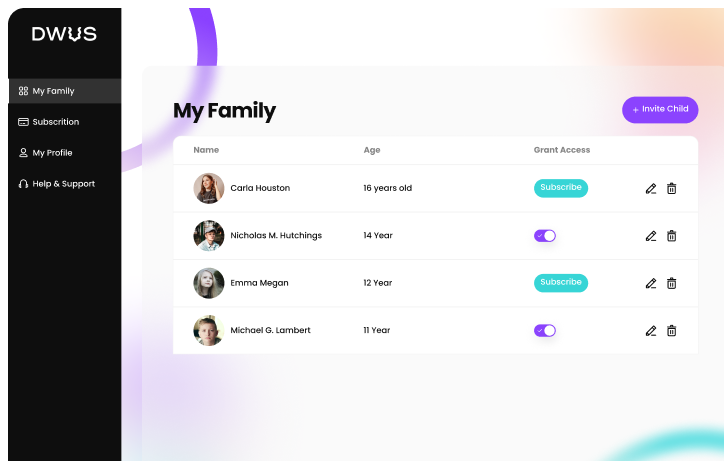 DWUS
My Family
Subscrition
My Profile
Help & Support
My Family
+ Invite Child
Name Age Grant Access
Carla Houston 16 years old Subscribe
Nicholas M. Hutchings 14 Year
Emma Megan 12 Year Subscribe
Michael G. Lambert 11 Year